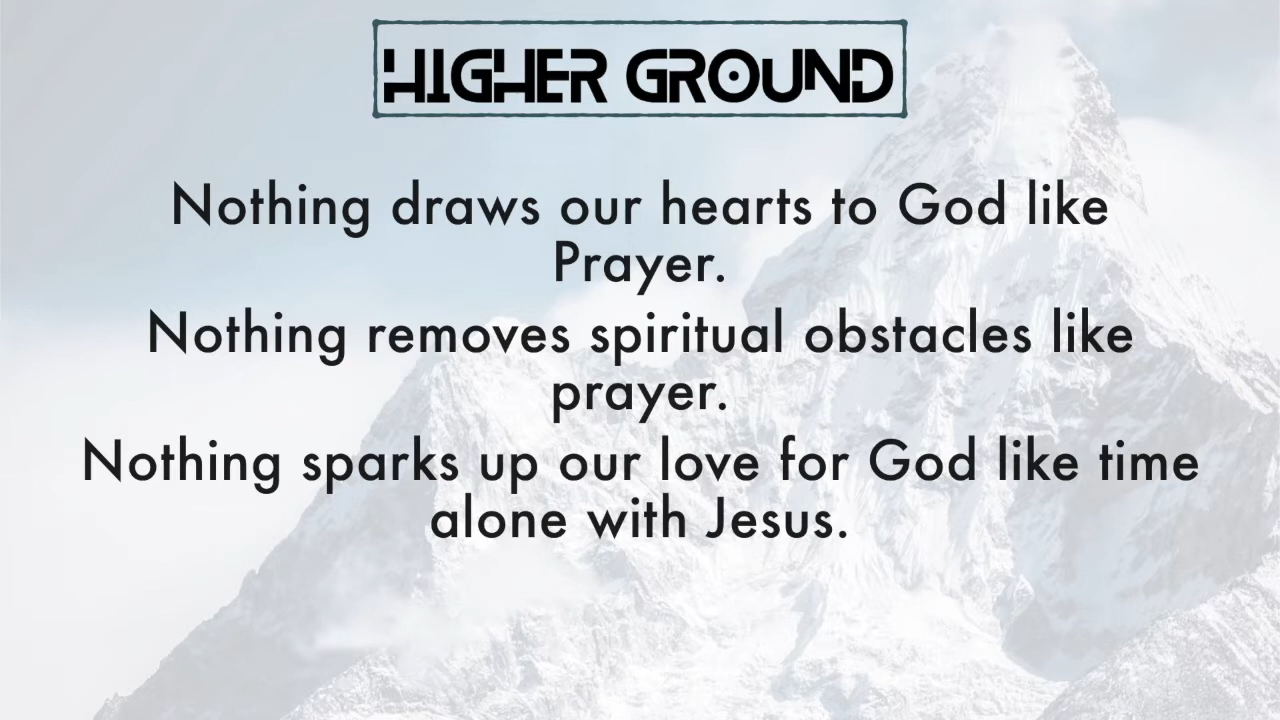 HIGHER GROUND
Nothing draws our hearts to God like
Prayer.
Nothing removes spiritual obstacles like
prayer.
Nothing sparks up our love for God like time
alone with Jesus.